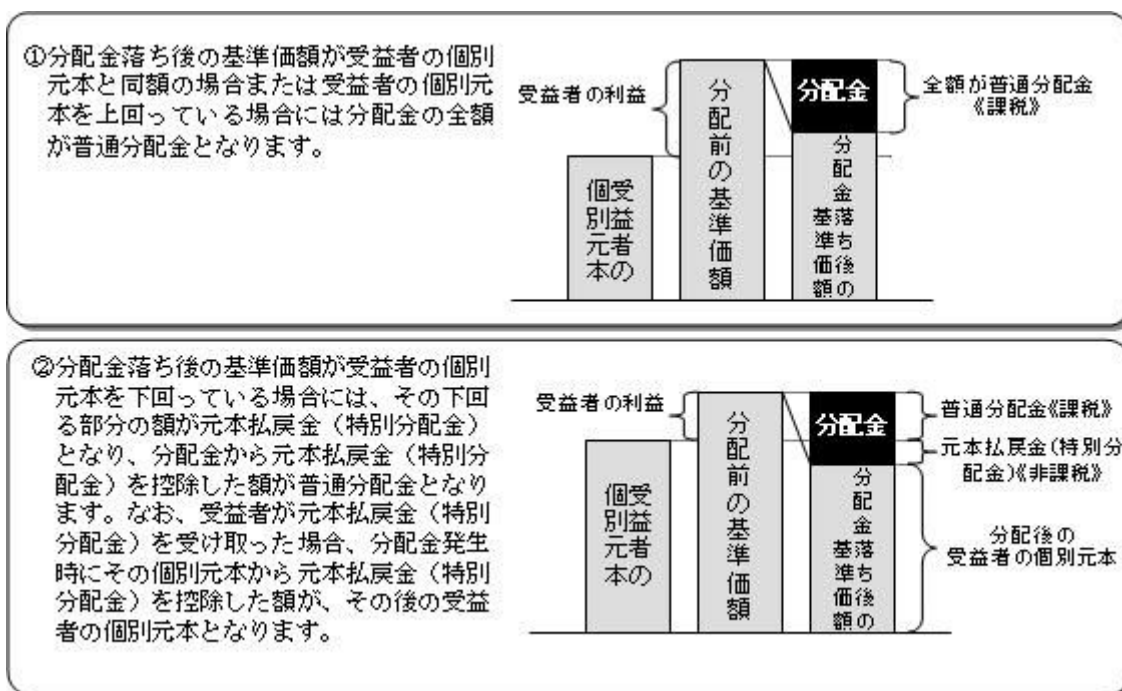 ①分配金落ち後の基準価額が受益者の個別
元本と同額の場合または受益者の個別元
本を上回っている場合には分配金の全額
が普通分配金となります。
受益者の利益
受益者の
個別元本
分配前の基準価額
分配金
分配金落ち後の
基準価額
全額が普通分配金
《課税》
②分配金落ち後の基準価額が受益者の個別
元本を下回っている場合には、その下回
る部分の額が元本払戻金（特別分配金）
となり、分配金から元本払戻金（特別分
配金）を控除した額が普通分配金となり
ます。なお、受益者が元本払戻金（特別
分配金）を受け取った場合、分配金発生
時にその個別元本から元本払戻金（特別
分配金）を控除した額が、その後の受益
者の個別元本となります。
受益者の利益
受益者の
個別元本
分配前の基準価額
分配金
分配金落ち後の
基準価額
普通分配金《課税》
元本払戻金(特別分
配金)《非課税》
分配後の
受益者の個別元本